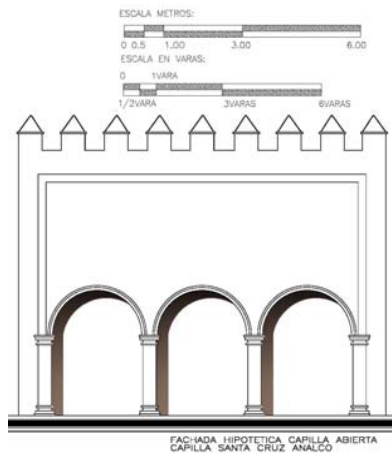 ESCALA METROS:
0 0.5 1.00 3.00 6.00
ESCALA EN VARAS:
0 1VARA
1/2VARA 3VARAS 6VARAS
FACHADA HIPOTETICA CAPILLA ABIERTA
CAPILLA SANTA CRUZ ANALCO